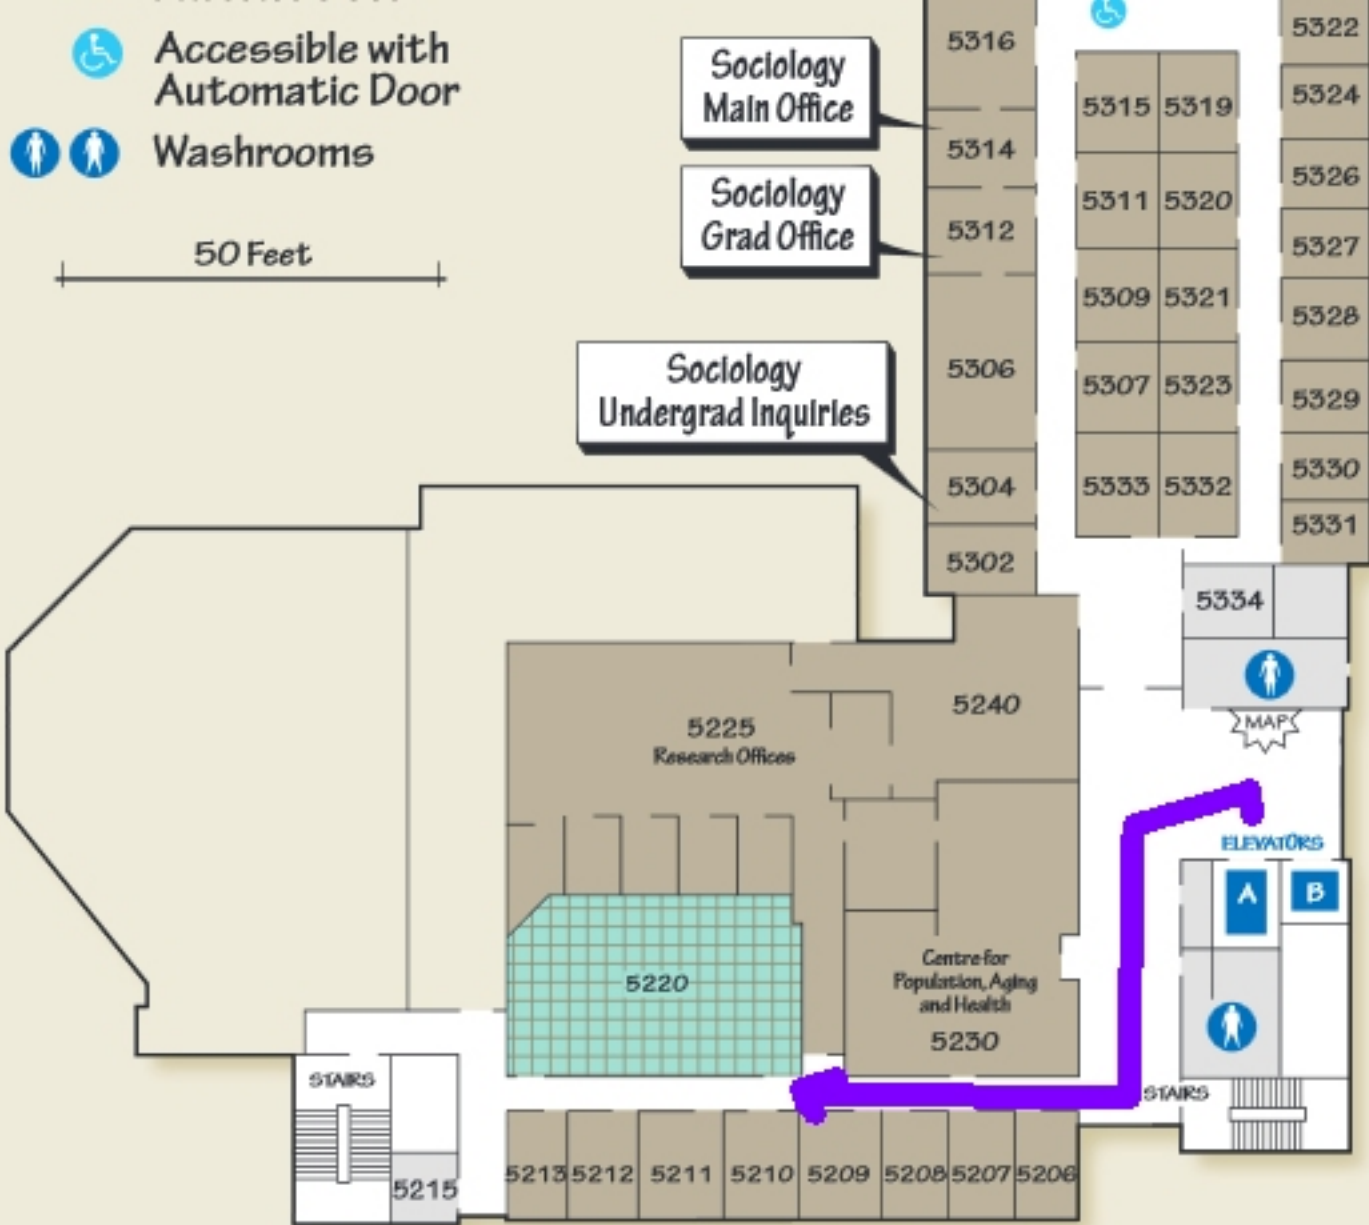 Accessible with
Automatic Door
Washrooms
50 Feet
Sociology
Main Office
Sociology
Grad Office
Sociology
Undergrad Inquiries
5316
5314
5312
5306
5304
5302
5315 5319
5311 5320
5309 5321
5307 5323
5333 5332
5322
5324
5326
5327
5328
5329
5330
5331
5334
MAP
5240
5225
Research Offices
ELEVATORS
A
B
5220
Centre for
Population, Aging
and Health
5230
STAIRS
STAIRS
5215
5213 5212 5211 5210 5209 5208 5207 5206